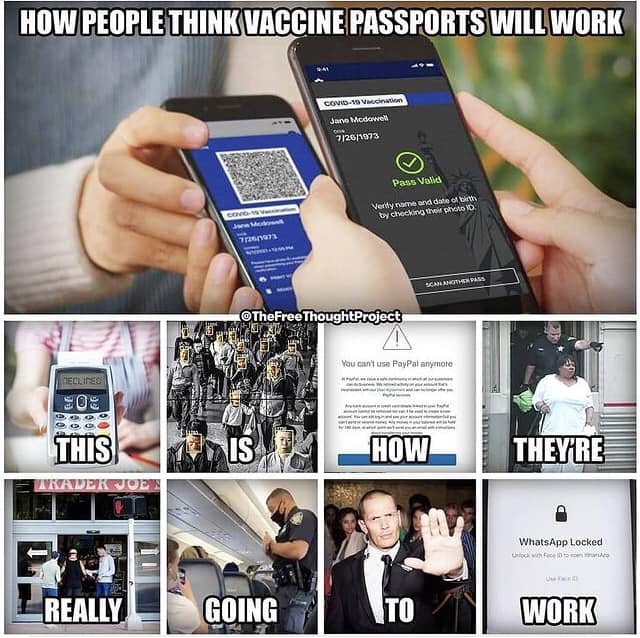 HOW PEOPLE THINK VACCINE PASSPORTS WILL WORK
9:41
COVID-19 Vaccination
Jane Mcdowell
DOB
7/26/1973
Pass Valid
Verify name and date of birth
by checking their photo ID.
SCAN ANOTHER PASS
COVID-19 Vaccination
Jane Mcdowell
7/26/1973
@TheFreeThoughtProject
DECLINED
THIS
IS
You can't use PayPal anymore
HOW
THEY'RE
TRADER JOE'S
REALLY
GOING
TO
WhatsApp Locked
Unlock with Face ID to open WhatsApp
Use Face ID
WORK